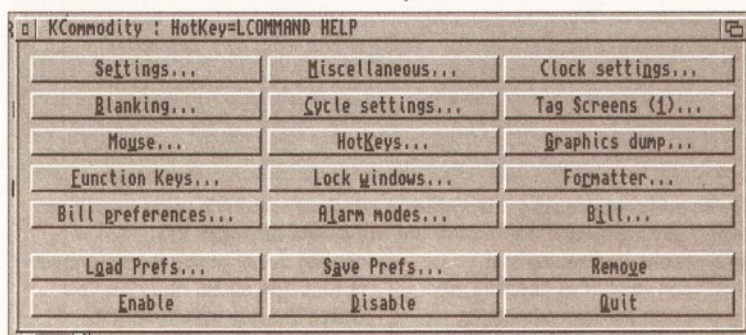 KCommodity : HotKey=LCOMMAND HELP
Settings... Miscellaneous... Clock settings...
Blanking... Cycle settings... Tag Screens (1)...
Mouse... HotKeys... Graphics dump...
Function Keys... Lock windows... Formatter...
Bill preferences... Alarm modes... Bill...
Load Prefs... Save Prefs... Remove
Enable Disable Quit